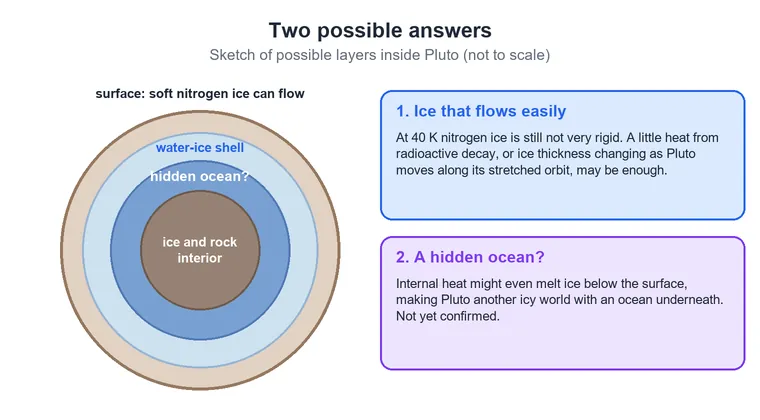 Two possible answers
Sketch of possible layers inside Pluto (not to scale)
surface: soft nitrogen ice can flow
water-ice shell
hidden ocean?
ice and rock
interior
1. Ice that flows easily
At 40 K nitrogen ice is still not very rigid. A little heat from
radioactive decay, or ice thickness changing as Pluto
moves along its stretched orbit, may be enough.
2. A hidden ocean?
Internal heat might even melt ice below the surface,
making Pluto another icy world with an ocean underneath.
Not yet confirmed.